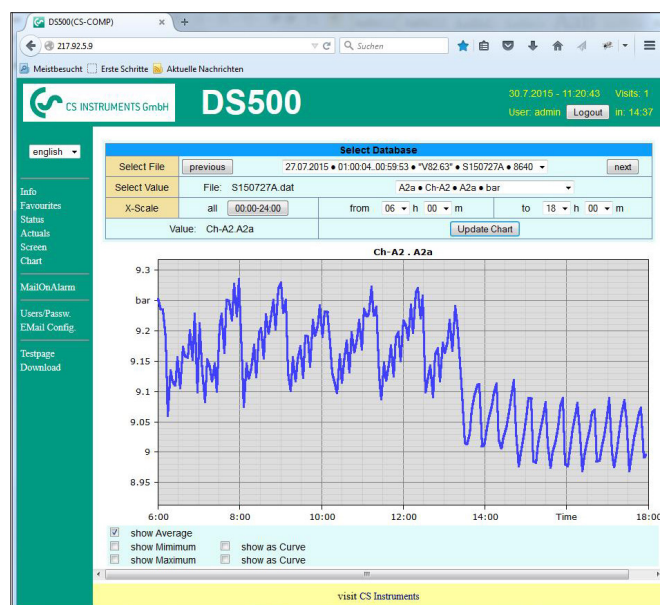 DS500(CS-COMP)
217.92.5.9
Suchen
Meistbesucht Erste Schritte Aktuelle Nachrichten
CS INSTRUMENTS GmbH
DS500
30.7.2015 - 11:20:43 Visits: 1
User: admin Logout in: 14:37
english
Info
Favourites
Status
Actuals
Screen
Chart
MailOnAlarm
Users/Passw.
EMail Config.
Testpage
Download
Select Database
Select File previous 27.07.2015 ● 01:00:04..00:59:53 ● "V82.63" ● S150727A ● 8640 next
Select Value File: S150727A.dat A2a ● Ch-A2 ● A2a ● bar
X-Scale all 00:00-24:00 from 06 h 00 m to 18 h 00 m
Value: Ch-A2.A2a Update Chart
Ch-A2 . A2a
9.3
bar
9.2
9.15
9.1
9.05
9
8.95
6:00 8:00 10:00 12:00 14:00 Time 18:00
show Average
show Mimimum show as Curve
show Maximum show as Curve
visit CS Instruments